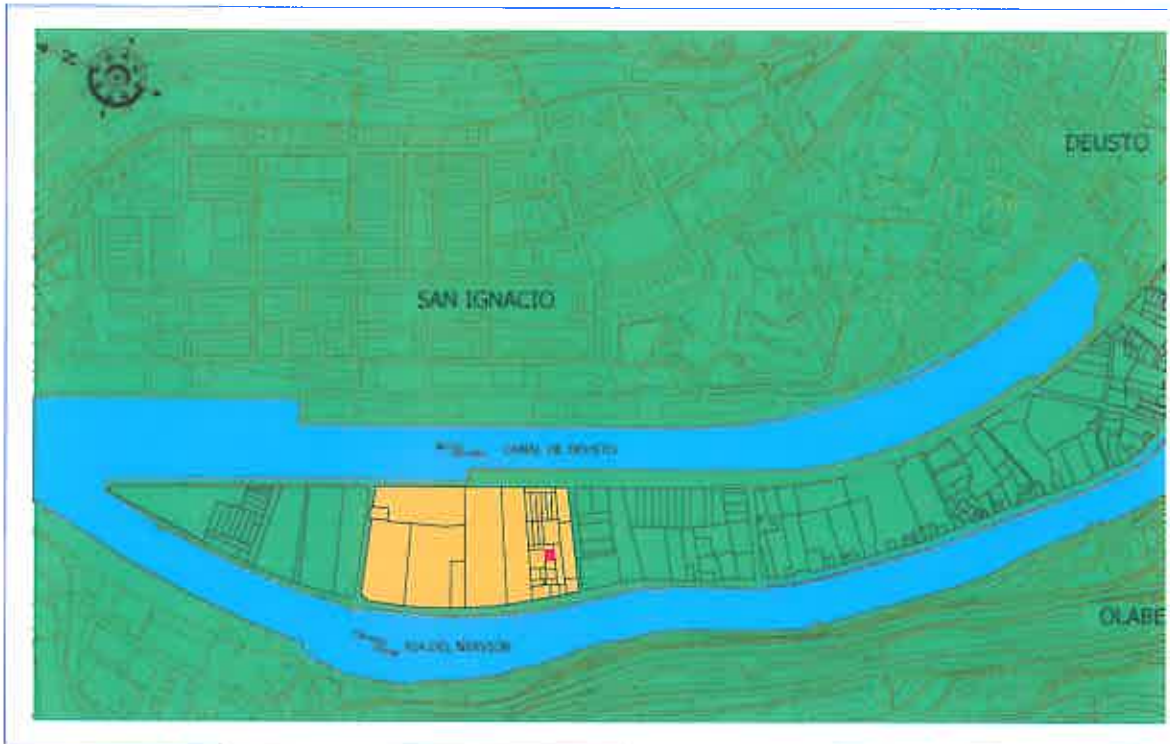 N
DEUSTO
SAN IGNACIO
CANAL DE DEUSTO
OLABE
RIA DEL NERVION